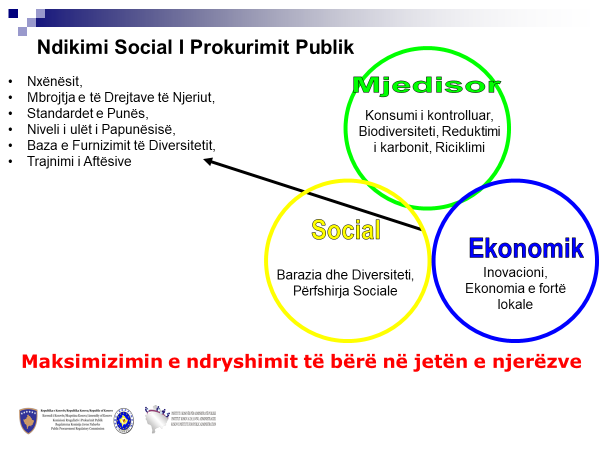 Ndikimi Social I Prokurimit Publik
• Nxënësit,
• Mbrojtja e të Drejtave të Njeriut,
• Standardet e Punës,
• Niveli i ulët i Papunësisë,
• Baza e Furnizimit të Diversitetit,
• Trajnimi i Aftësive
Mjedisor
Konsumi i kontrolluar,
Biodiversiteti, Reduktimi
i karbonit, Riciklimi
Social
Barazia dhe Diversiteti,
Përfshirja Sociale
Ekonomik
Inovacioni,
Ekonomia e fortë
lokale
Maksimizimin e ndryshimit të bërë në jetën e njerëzve